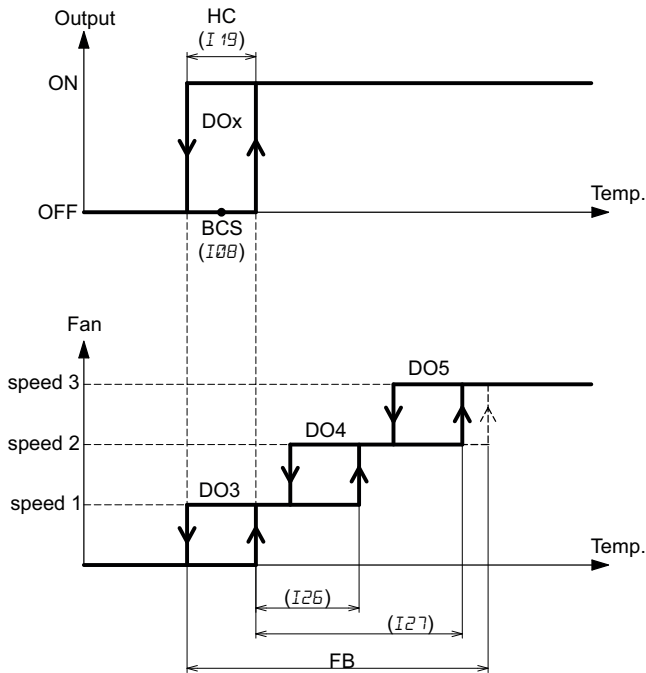 Output
HC
(I19)
ON
DOx
Temp.
OFF
BCS
(I08)
Fan
speed 3
DO5
speed 2
DO4
speed 1
DO3
Temp.
(I26)
(I27)
FB